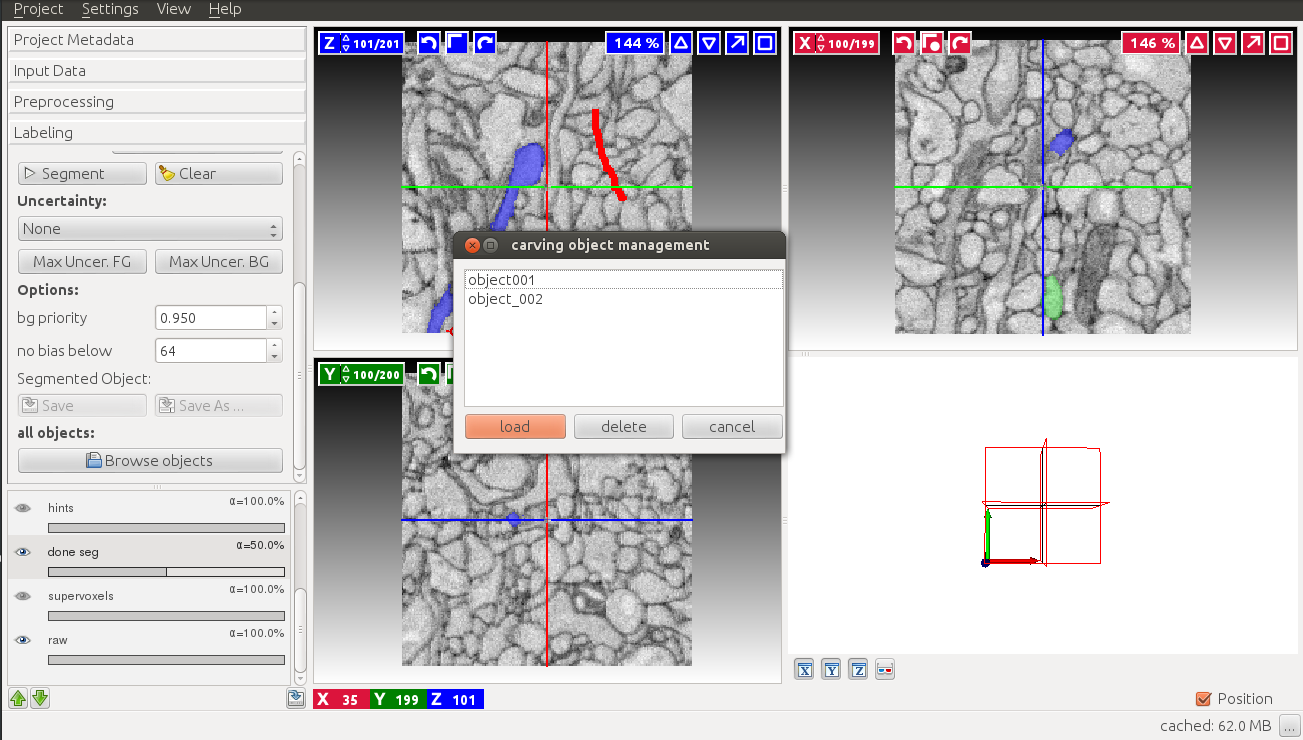 Project Settings View Help
Project Metadata
Input Data
Preprocessing
Labeling
Segment Clear
Uncertainty:
None
Max Uncer. FG Max Uncer. BG
Options:
bg priority 0.950
no bias below 64
Segmented Object:
Save Save As ...
all objects:
Browse objects
hints α=100.0%
done seg α=50.0%
supervoxels α=100.0%
raw α=100.0%
Z 101/201 144 %
X 100/199 146 %
carving object management
object001
object_002
load delete cancel
Y 100/200
X Y Z
X 35 Y 199 Z 101
Position
cached: 62.0 MB ...